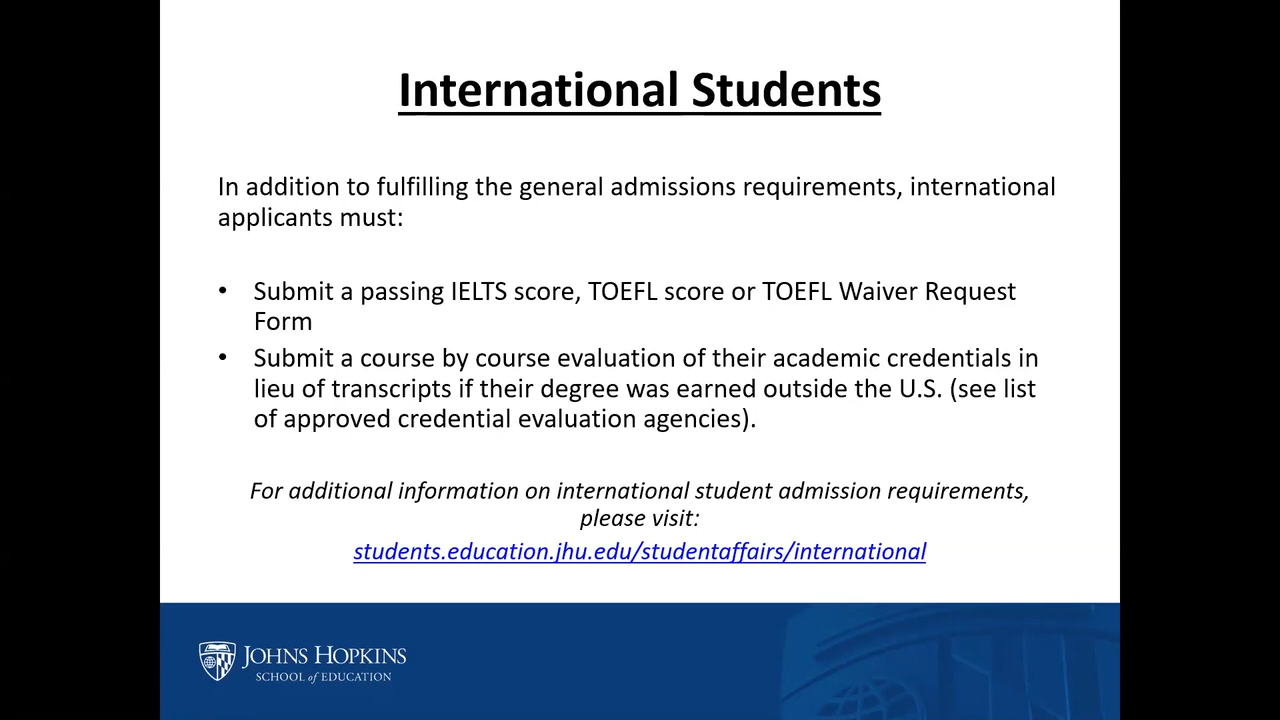 International Students
In addition to fulfilling the general admissions requirements, international
applicants must:
• Submit a passing IELTS score, TOEFL score or TOEFL Waiver Request
Form
• Submit a course by course evaluation of their academic credentials in
lieu of transcripts if their degree was earned outside the U.S. (see list
of approved credential evaluation agencies).
For additional information on international student admission requirements,
please visit:
students.education.jhu.edu/studentaffairs/international
JOHNS HOPKINS
SCHOOL of EDUCATION